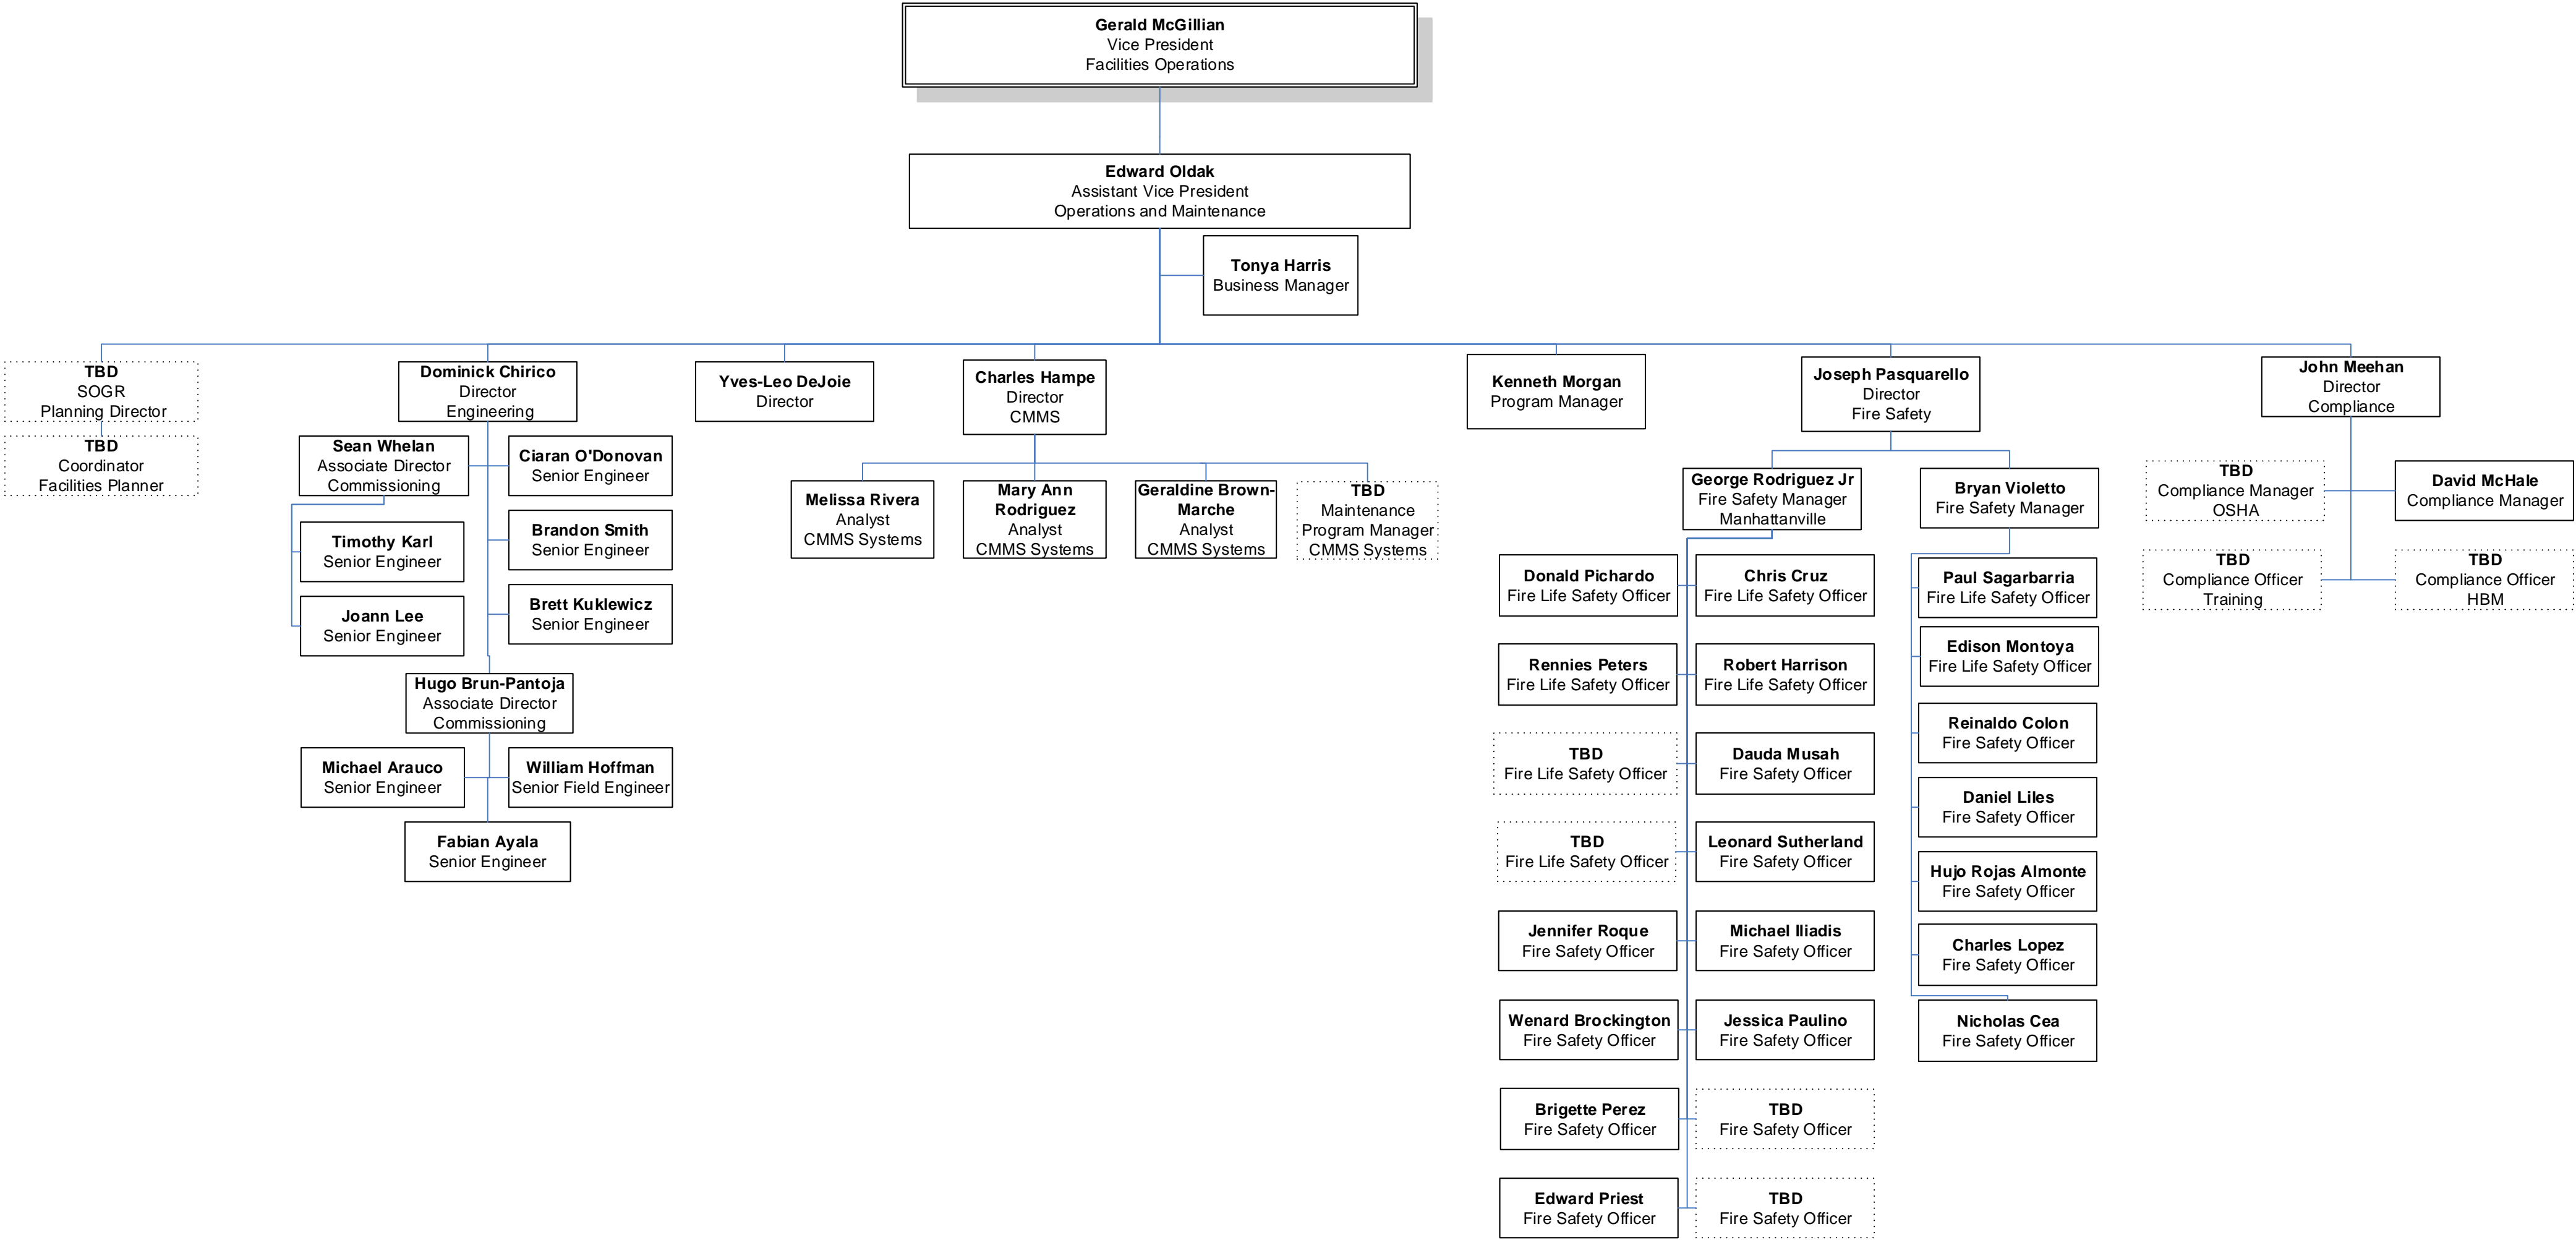 Gerald McGillian
Vice President
Facilities Operations
Edward Oldak
Assistant Vice President
Operations and Maintenance
Tonya Harris
Business Manager
TBD
SOGR
Planning Director
TBD
Coordinator
Facilities Planner
Dominick Chirico
Director
Engineering
Sean Whelan
Associate Director
Commissioning
Ciaran O'Donovan
Senior Engineer
Timothy Karl
Senior Engineer
Brandon Smith
Senior Engineer
Joann Lee
Senior Engineer
Brett Kuklewicz
Senior Engineer
Hugo Brun-Pantoja
Associate Director
Commissioning
Michael Arauco
Senior Engineer
William Hoffman
Senior Field Engineer
Fabian Ayala
Senior Engineer
Yves-Leo DeJoie
Director
Charles Hampe
Director
CMMS
Melissa Rivera
Analyst
CMMS Systems
Mary Ann
Rodriguez
Analyst
CMMS Systems
Geraldine Brown-
Marche
Analyst
CMMS Systems
TBD
Maintenance
Program Manager
CMMS Systems
Kenneth Morgan
Program Manager
Joseph Pasquarello
Director
Fire Safety
George Rodriguez Jr
Fire Safety Manager
Manhattanville
Donald Pichardo
Fire Life Safety Officer
Chris Cruz
Fire Life Safety Officer
Rennies Peters
Fire Life Safety Officer
Robert Harrison
Fire Life Safety Officer
TBD
Fire Life Safety Officer
Dauda Musah
Fire Safety Officer
TBD
Fire Life Safety Officer
Leonard Sutherland
Fire Safety Officer
Jennifer Roque
Fire Safety Officer
Michael Iliadis
Fire Safety Officer
Wenard Brockington
Fire Safety Officer
Jessica Paulino
Fire Safety Officer
Brigette Perez
Fire Safety Officer
TBD
Fire Safety Officer
Edward Priest
Fire Safety Officer
TBD
Fire Safety Officer
Bryan Violetto
Fire Safety Manager
Paul Sagarbarria
Fire Life Safety Officer
Edison Montoya
Fire Life Safety Officer
Reinaldo Colon
Fire Safety Officer
Daniel Liles
Fire Safety Officer
Hujo Rojas Almonte
Fire Safety Officer
Charles Lopez
Fire Safety Officer
Nicholas Cea
Fire Safety Officer
John Meehan
Director
Compliance
TBD
Compliance Manager
OSHA
David McHale
Compliance Manager
TBD
Compliance Officer
Training
TBD
Compliance Officer
HBM